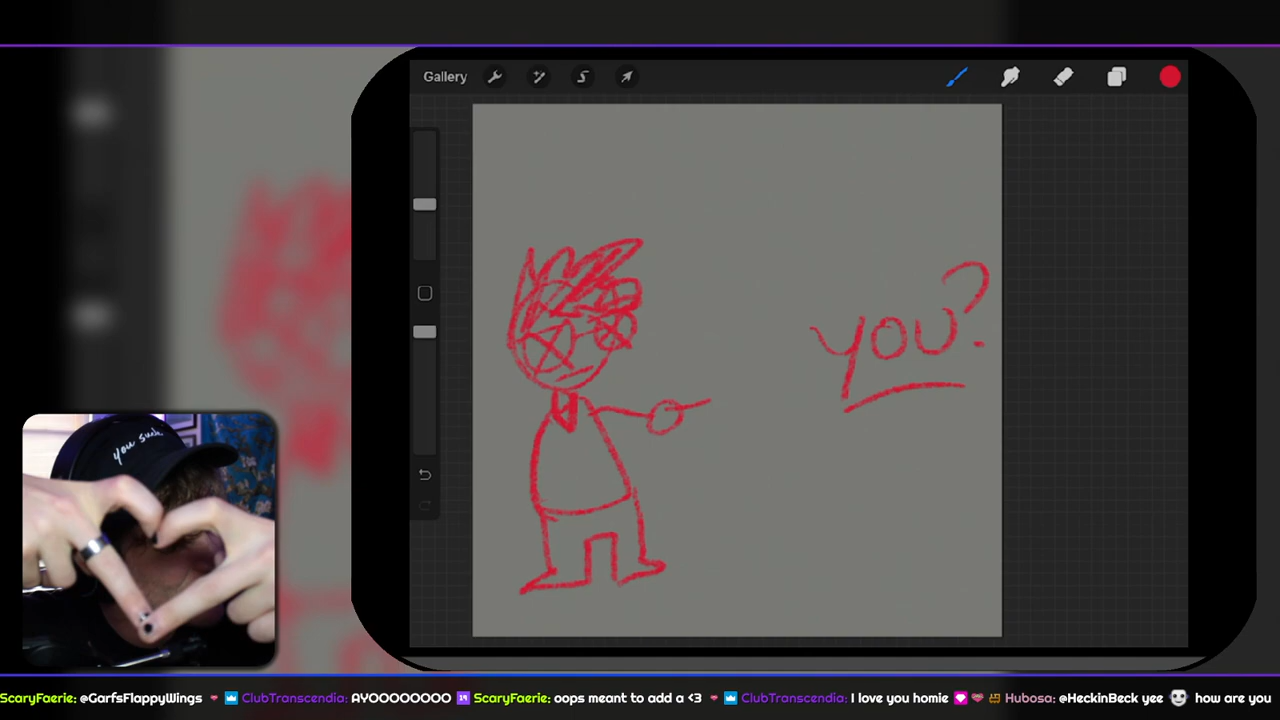 Gallery
you?
you suck
ScaryFaerie: @GarfsFlappyWings ClubTranscendia: AYOOOOOOOO ScaryFaerie: oops meant to add a <3 ClubTranscendia: I love you homie Hubosa: @HeckinBeck yee how are you